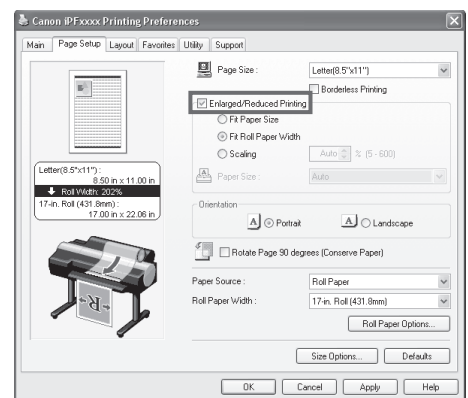 Canon iPFxxxx Printing Preferences
Main Page Setup Layout Favorites Utility Support
Page Size : Letter(8.5"x11")
Borderless Printing
Enlarged/Reduced Printing
Fit Paper Size
Fit Roll Paper Width
Scaling Auto % (5 - 600)
Paper Size : Auto
Letter(8.5"x11") :
8.50 in x 11.00 in
Roll Width: 202%
17-in. Roll (431.8mm) :
17.00 in x 22.06 in
Orientation
A Portrait A Landscape
Rotate Page 90 degrees (Conserve Paper)
R
Paper Source : Roll Paper
Roll Paper Width : 17-in. Roll (431.8mm)
Roll Paper Options...
Size Options... Defaults
OK Cancel Apply Help